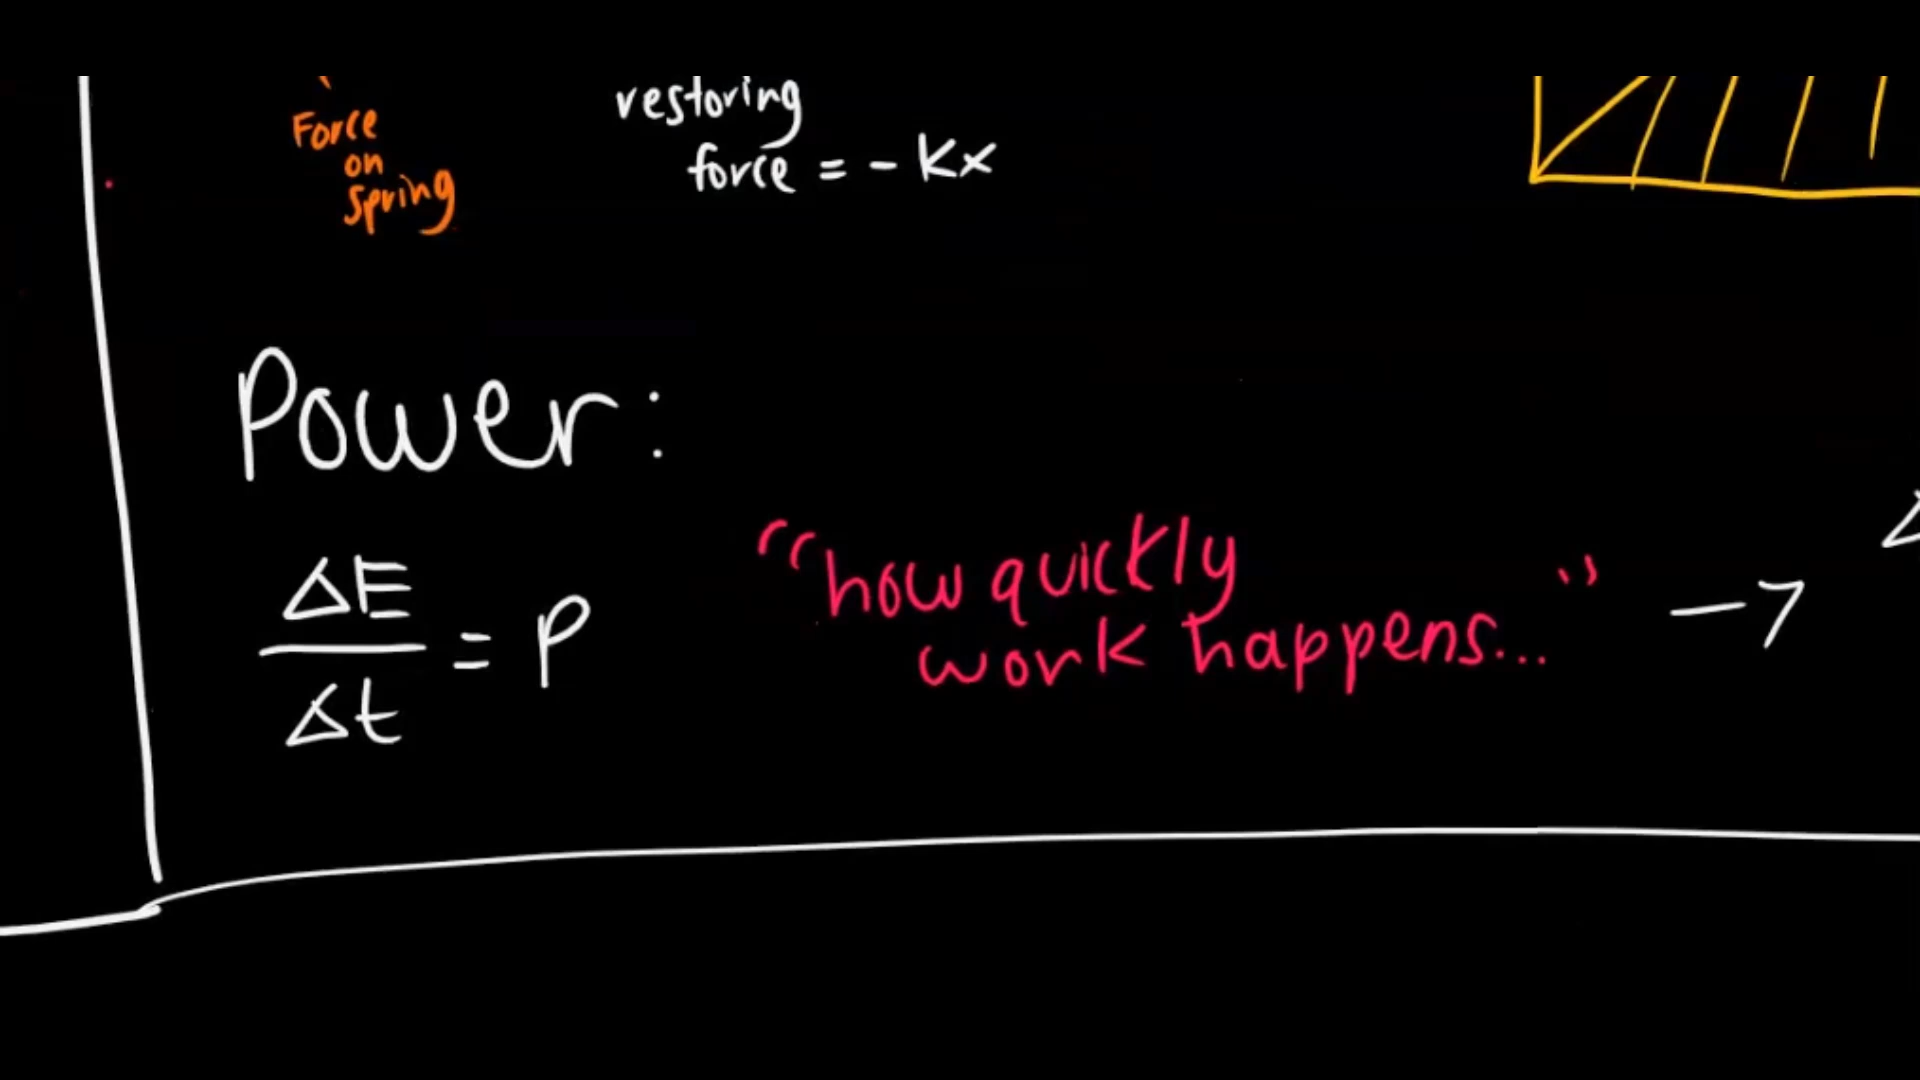 Force
on
Spring
restoring
force = - Kx
Power:
ΔE
Δt
= P
"how quickly
work happens..."
→
Δ